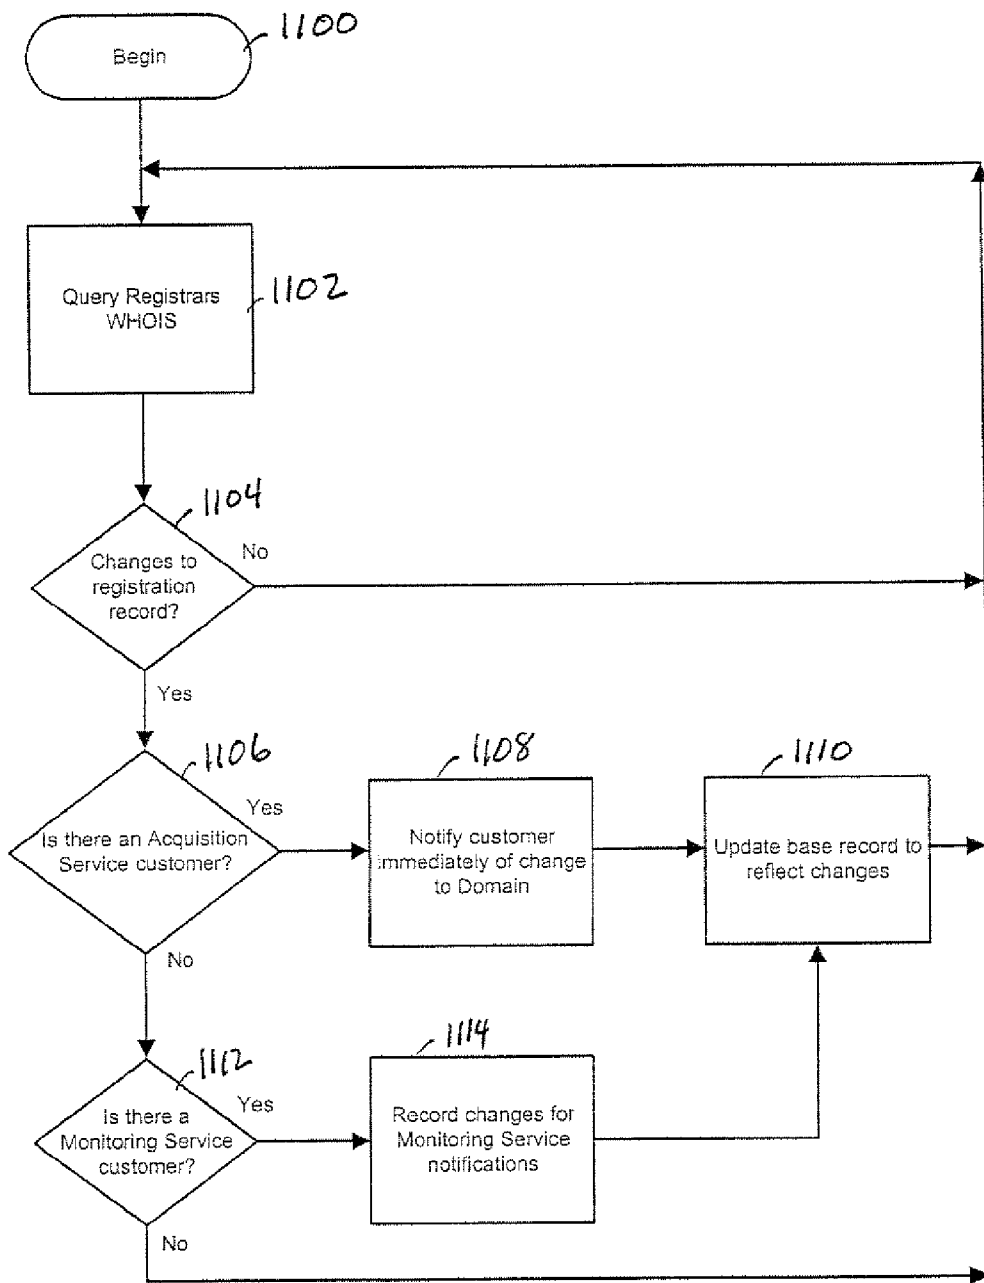 1100
Begin
1102
Query Registrars
WHOIS
1104
Changes to
registration
record?
No
Yes
1106
Is there an Acquisition
Service customer?
Yes
No
1108
Notify customer
immediately of change
to Domain
1110
Update base record to
reflect changes
1112
Is there a
Monitoring Service
customer?
Yes
No
1114
Record changes for
Monitoring Service
notifications